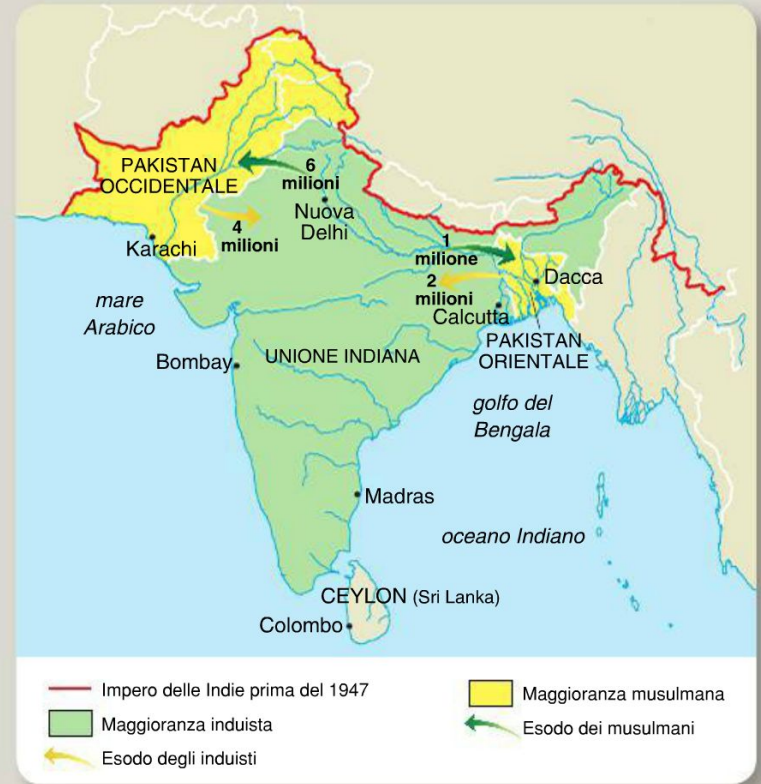 PAKISTAN
OCCIDENTALE
6
milioni
Nuova
Delhi
4
milioni
Karachi
1
milione
2
milioni
Dacca
Calcutta
mare
Arabico
PAKISTAN
ORIENTALE
Bombay
UNIONE INDIANA
golfo del
Bengala
Madras
oceano Indiano
CEYLON (Sri Lanka)
Colombo
Impero delle Indie prima del 1947
Maggioranza induista
Esodo degli induisti
Maggioranza musulmana
Esodo dei musulmani